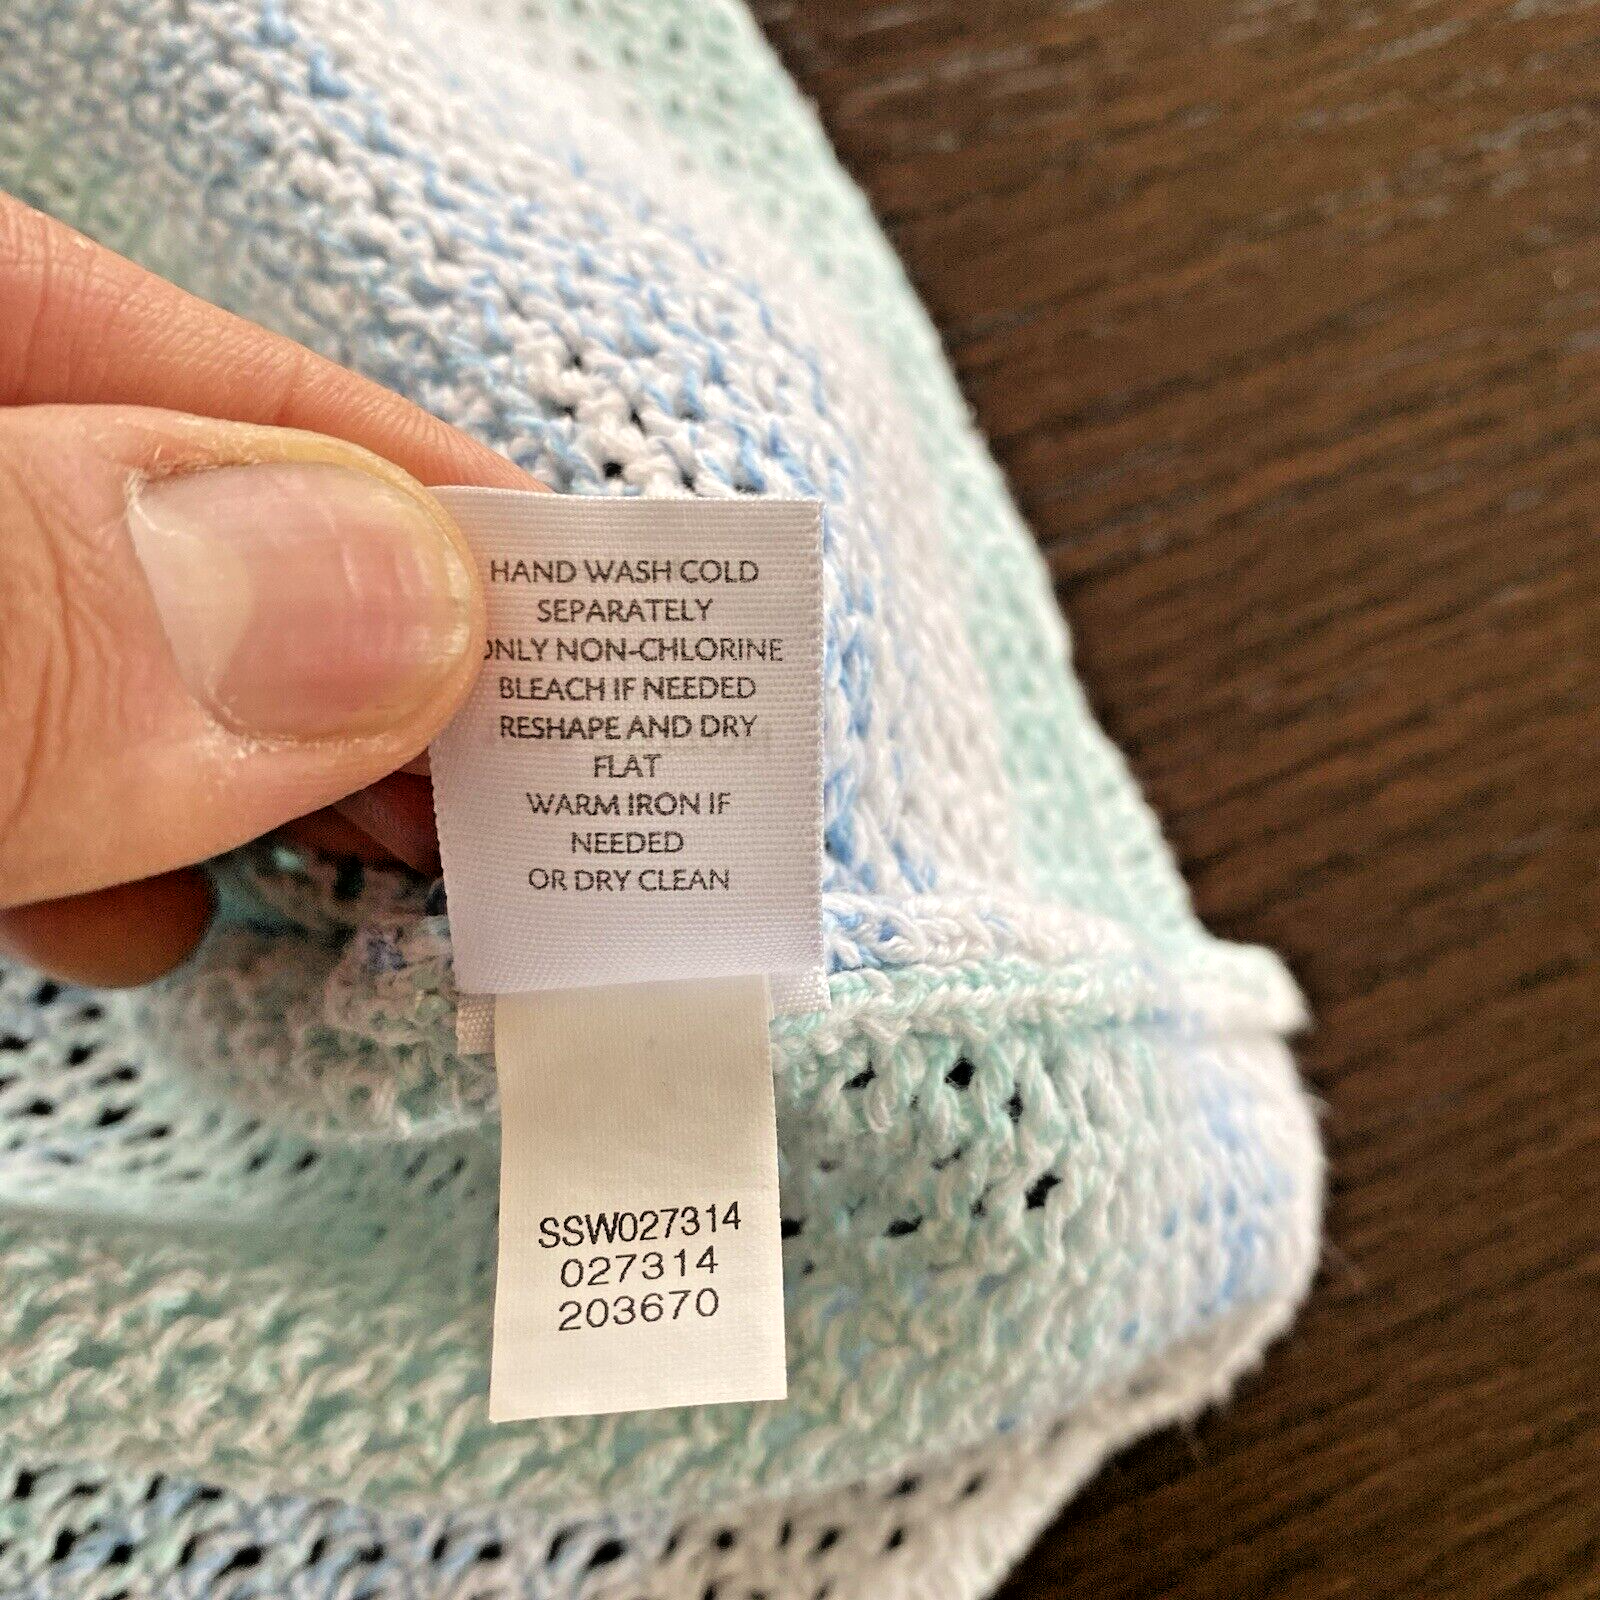 HAND WASH COLD
SEPARATELY
ONLY NON-CHLORINE
BLEACH IF NEEDED
RESHAPE AND DRY
FLAT
WARM IRON IF
NEEDED
OR DRY CLEAN
SSW027314
027314
203670